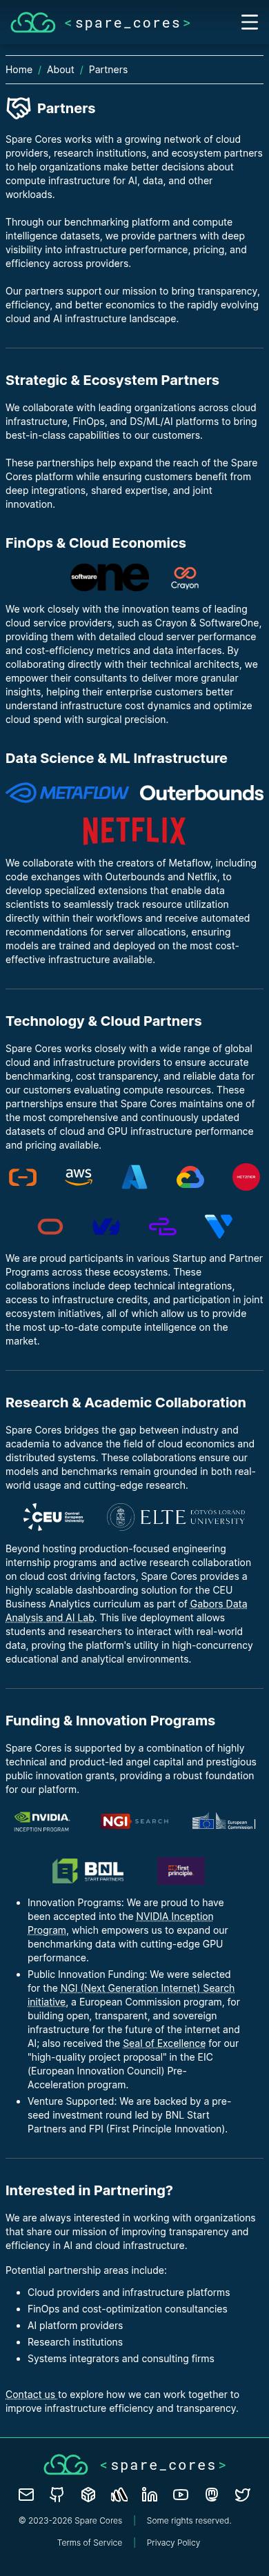 <spare_cores>
Home / About / Partners
Partners
Spare Cores works with a growing network of cloud
providers, research institutions, and ecosystem partners
to help organizations make better decisions about
compute infrastructure for AI, data, and other
workloads.
Through our benchmarking platform and compute
intelligence datasets, we provide partners with deep
visibility into infrastructure performance, pricing, and
efficiency across providers.
Our partners support our mission to bring transparency,
efficiency, and better economics to the rapidly evolving
cloud and AI infrastructure landscape.
Strategic & Ecosystem Partners
We collaborate with leading organizations across cloud
infrastructure, FinOps, and DS/ML/AI platforms to bring
best-in-class capabilities to our customers.
These partnerships help expand the reach of the Spare
Cores platform while ensuring customers benefit from
deep integrations, shared expertise, and joint
innovation.
FinOps & Cloud Economics
software one Crayon
We work closely with the innovation teams of leading
cloud service providers, such as Crayon & SoftwareOne,
providing them with detailed cloud server performance
and cost-efficiency metrics and data interfaces. By
collaborating directly with their technical architects, we
empower their consultants to deliver more granular
insights, helping their enterprise customers better
understand infrastructure cost dynamics and optimize
cloud spend with surgical precision.
Data Science & ML Infrastructure
METAFLOW Outerbounds
NETFLIX
We collaborate with the creators of Metaflow, including
code exchanges with Outerbounds and Netflix, to
develop specialized extensions that enable data
scientists to seamlessly track resource utilization
directly within their workflows and receive automated
recommendations for server allocations, ensuring
models are trained and deployed on the most cost-
effective infrastructure available.
Technology & Cloud Partners
Spare Cores works closely with a wide range of global
cloud and infrastructure providers to ensure accurate
benchmarking, cost transparency, and reliable data for
our customers evaluating compute resources. These
partnerships ensure that Spare Cores maintains one of
the most comprehensive and continuously updated
datasets of cloud and GPU infrastructure performance
and pricing available.
aws HETZNER
We are proud participants in various Startup and Partner
Programs across these ecosystems. These
collaborations include deep technical integrations,
access to infrastructure credits, and participation in joint
ecosystem initiatives, all of which allow us to provide
the most up-to-date compute intelligence on the
market.
Research & Academic Collaboration
Spare Cores bridges the gap between industry and
academia to advance the field of cloud economics and
distributed systems. These collaborations ensure our
models and benchmarks remain grounded in both real-
world usage and cutting-edge research.
CEU Central European University ELTE EÖTVÖS LORÁND UNIVERSITY
Beyond hosting production-focused engineering
internship programs and active research collaboration
on cloud cost driving factors, Spare Cores provides a
highly scalable dashboarding solution for the CEU
Business Analytics curriculum as part of Gabors Data
Analysis and AI Lab. This live deployment allows
students and researchers to interact with real-world
data, proving the platform's utility in high-concurrency
educational and analytical environments.
Funding & Innovation Programs
Spare Cores is supported by a combination of highly
technical and product-led angel capital and prestigious
public innovation grants, providing a robust foundation
for our platform.
NVIDIA INCEPTION PROGRAM NGI SEARCH European Commission
BNL START PARTNERS first principle
• Innovation Programs: We are proud to have
been accepted into the NVIDIA Inception
Program, which empowers us to expand our
benchmarking data with cutting-edge GPU
performance.
• Public Innovation Funding: We were selected
for the NGI (Next Generation Internet) Search
initiative, a European Commission program, for
building open, transparent, and sovereign
infrastructure for the future of the internet and
AI; also received the Seal of Excellence for our
"high-quality project proposal" in the EIC
(European Innovation Council) Pre-
Acceleration program.
• Venture Supported: We are backed by a pre-
seed investment round led by BNL Start
Partners and FPI (First Principle Innovation).
Interested in Partnering?
We are always interested in working with organizations
that share our mission of improving transparency and
efficiency in AI and cloud infrastructure.
Potential partnership areas include:
• Cloud providers and infrastructure platforms
• FinOps and cost-optimization consultancies
• AI platform providers
• Research institutions
• Systems integrators and consulting firms
Contact us to explore how we can work together to
improve infrastructure efficiency and transparency.
<spare_cores>
© 2023-2026 Spare Cores | Some rights reserved.
Terms of Service | Privacy Policy